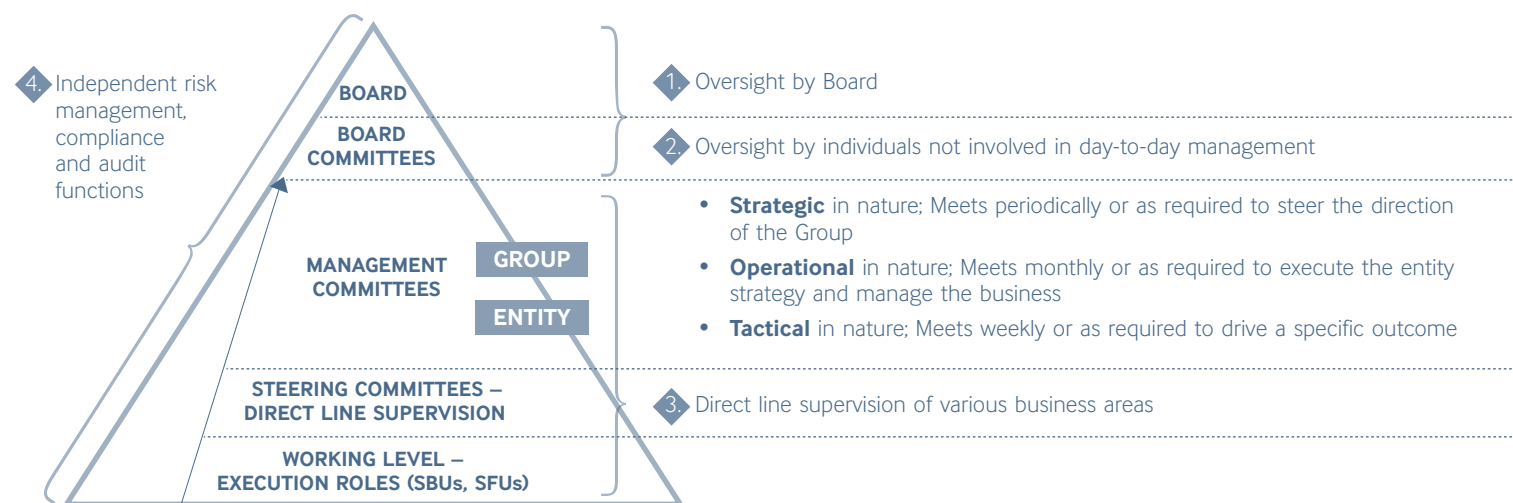 4. Independent risk
management,
compliance
and audit
functions
BOARD
BOARD
COMMITTEES
MANAGEMENT
COMMITTEES
GROUP
ENTITY
STEERING COMMITTEES –
DIRECT LINE SUPERVISION
WORKING LEVEL –
EXECUTION ROLES (SBUs, SFUs)
1. Oversight by Board
2. Oversight by individuals not involved in day-to-day management
• Strategic in nature; Meets periodically or as required to steer the direction
of the Group
• Operational in nature; Meets monthly or as required to execute the entity
strategy and manage the business
• Tactical in nature; Meets weekly or as required to drive a specific outcome
3. Direct line supervision of various business areas